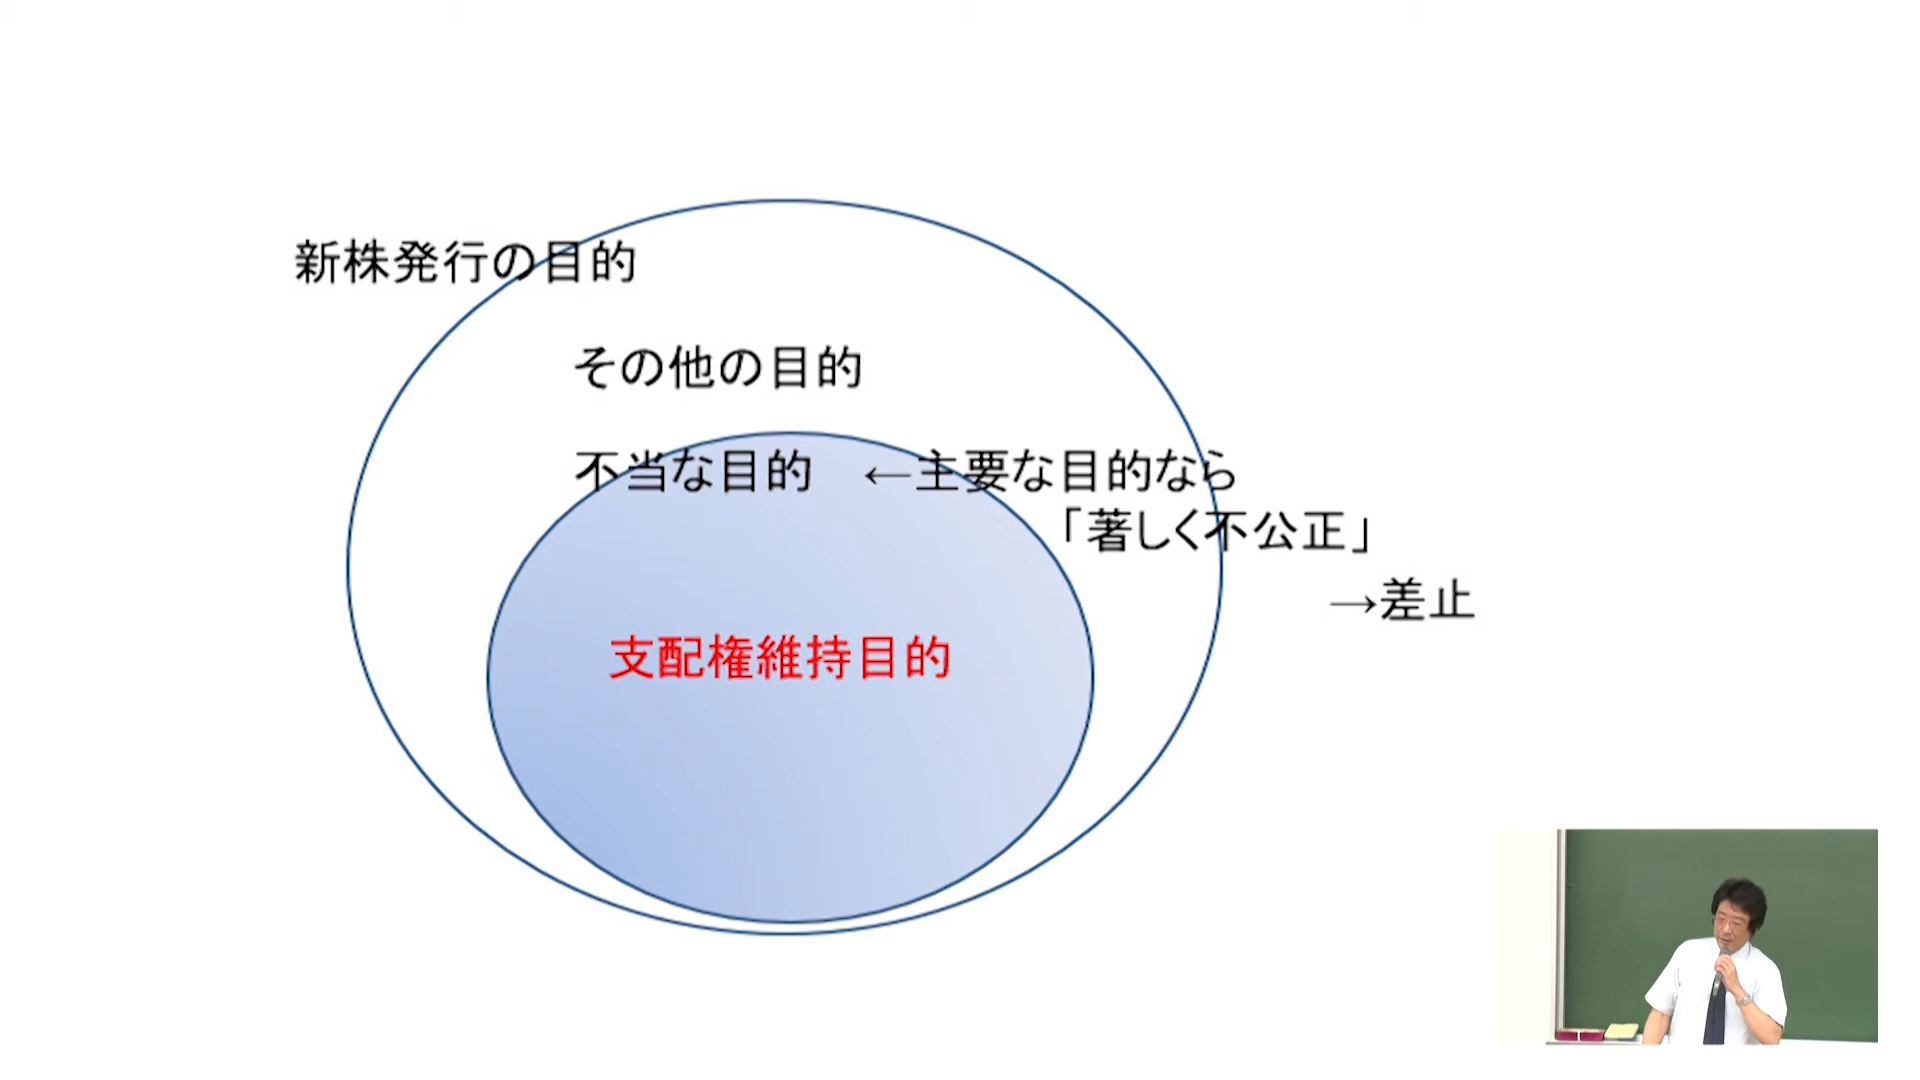 新株発行の目的
その他の目的
不当な目的　←主要な目的なら
「著しく不公正」
→差止
支配権維持目的